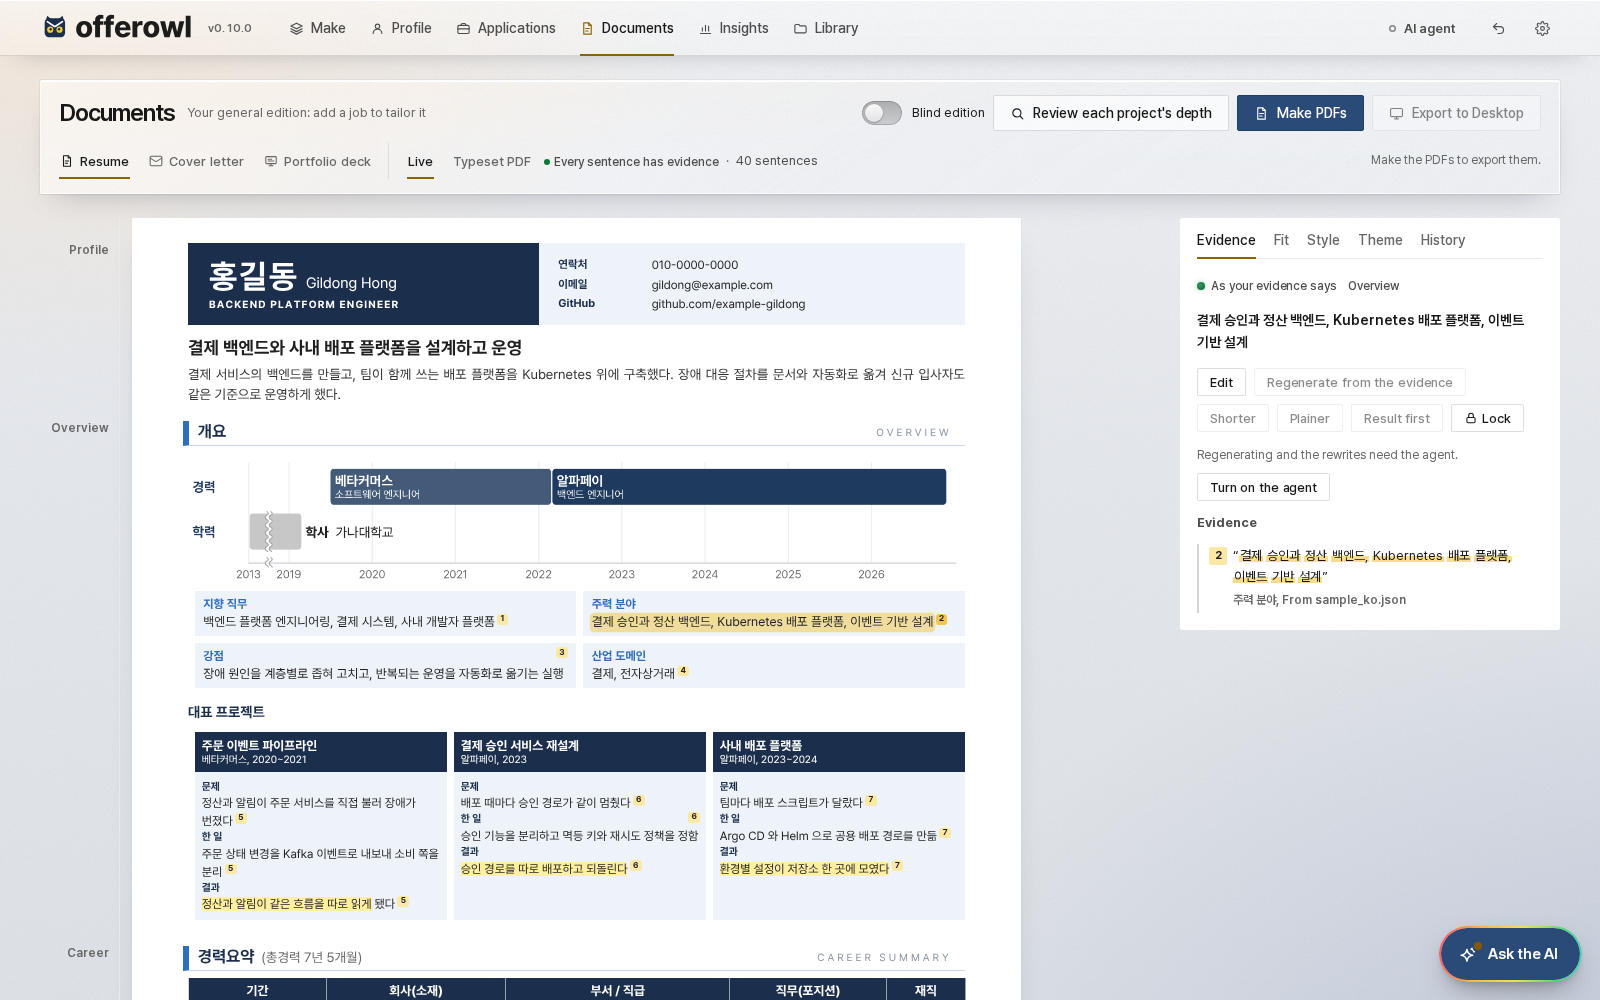 offerowl v0.10.0 Make Profile Applications Documents Insights Library AI agent
Documents Your general edition: add a job to tailor it Blind edition Review each project's depth Make PDFs Export to Desktop
Resume Cover letter Portfolio deck Live Typeset PDF Every sentence has evidence · 40 sentences Make the PDFs to export them.
Profile
Overview
Career
홍길동 Gildong Hong
BACKEND PLATFORM ENGINEER
연락처 010-0000-0000
이메일 gildong@example.com
GitHub github.com/example-gildong
결제 백엔드와 사내 배포 플랫폼을 설계하고 운영
결제 서비스의 백엔드를 만들고, 팀이 함께 쓰는 배포 플랫폼을 Kubernetes 위에 구축했다. 장애 대응 절차를 문서와 자동화로 옮겨 신규 입사자도
같은 기준으로 운영하게 했다.
개요 OVERVIEW
경력
베타커머스
소프트웨어 엔지니어
알파페이
백엔드 엔지니어
학력 학사 가나대학교
2013 2019 2020 2021 2022 2023 2024 2025 2026
지향 직무
백엔드 플랫폼 엔지니어링, 결제 시스템, 사내 개발자 플랫폼 1
주력 분야
결제 승인과 정산 백엔드, Kubernetes 배포 플랫폼, 이벤트 기반 설계 2
강점 3
장애 원인을 계층별로 좁혀 고치고, 반복되는 운영을 자동화로 옮기는 실행
산업 도메인
결제, 전자상거래 4
대표 프로젝트
주문 이벤트 파이프라인
베타커머스, 2020–2021
문제
정산과 알림이 주문 서비스를 직접 불러 장애가
번졌다 5
한 일
주문 상태 변경을 Kafka 이벤트로 내보내 소비 쪽을
분리 5
결과
정산과 알림이 같은 흐름을 따로 읽게 됐다 5
결제 승인 서비스 재설계
알파페이, 2023
문제
배포 때마다 승인 경로가 같이 멈췄다 6
한 일 6
승인 기능을 분리하고 멱등 키와 재시도 정책을 정함
결과
승인 경로를 따로 배포하고 되돌린다 6
사내 배포 플랫폼
알파페이, 2023–2024
문제
팀마다 배포 스크립트가 달랐다 7
한 일
Argo CD 와 Helm 으로 공용 배포 경로를 만듦 7
결과
환경별 설정이 저장소 한 곳에 모였다 7
경력요약 (총경력 7년 5개월) CAREER SUMMARY
기간 회사(소재) 부서 / 직급 직무(포지션) 재직
Evidence Fit Style Theme History
As your evidence says Overview
결제 승인과 정산 백엔드, Kubernetes 배포 플랫폼, 이벤트
기반 설계
Edit Regenerate from the evidence
Shorter Plainer Result first Lock
Regenerating and the rewrites need the agent.
Turn on the agent
Evidence
2 “결제 승인과 정산 백엔드, Kubernetes 배포 플랫폼,
이벤트 기반 설계”
주력 분야, From sample_ko.json
Ask the AI